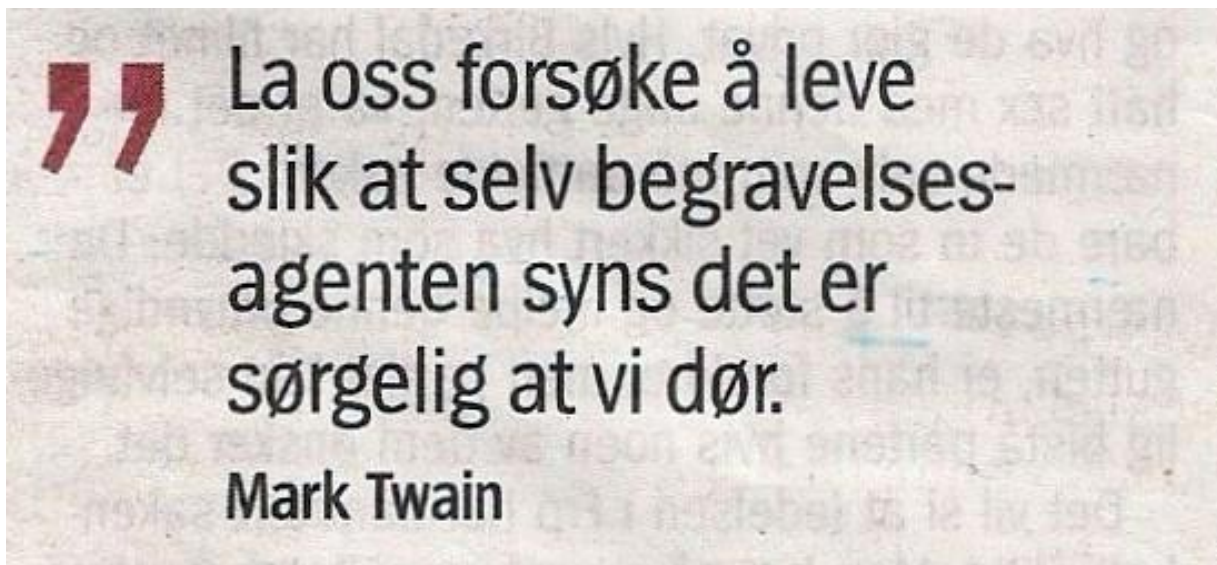 ” La oss forsøke å leve
slik at selv begravelses-
agenten syns det er
sørgelig at vi dør.
Mark Twain